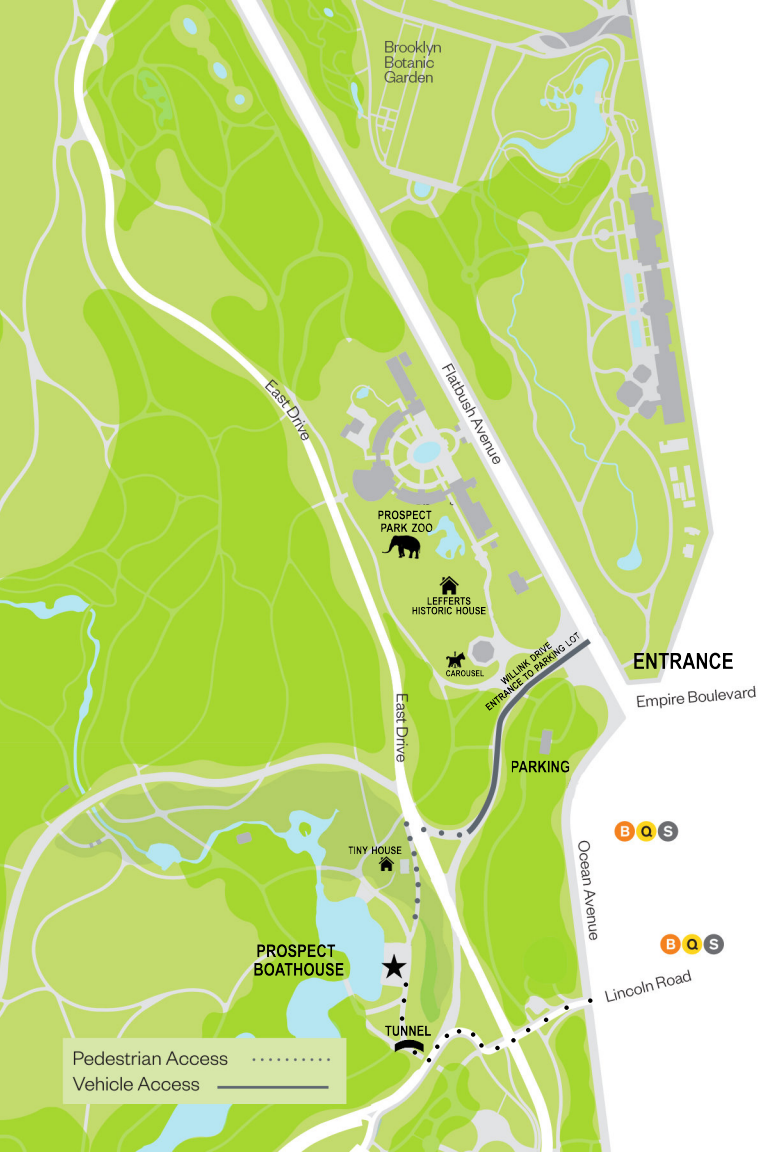 Brooklyn
Botanic
Garden
East Drive
Flatbush Avenue
PROSPECT
PARK ZOO
LEFFERTS
HISTORIC HOUSE
CAROUSEL
WILLINK DRIVE
ENTRANCE TO PARKING LOT
ENTRANCE
Empire Boulevard
East Drive
PARKING
B Q S
TINY HOUSE
Ocean Avenue
B Q S
PROSPECT
BOATHOUSE
Lincoln Road
TUNNEL
Pedestrian Access
Vehicle Access